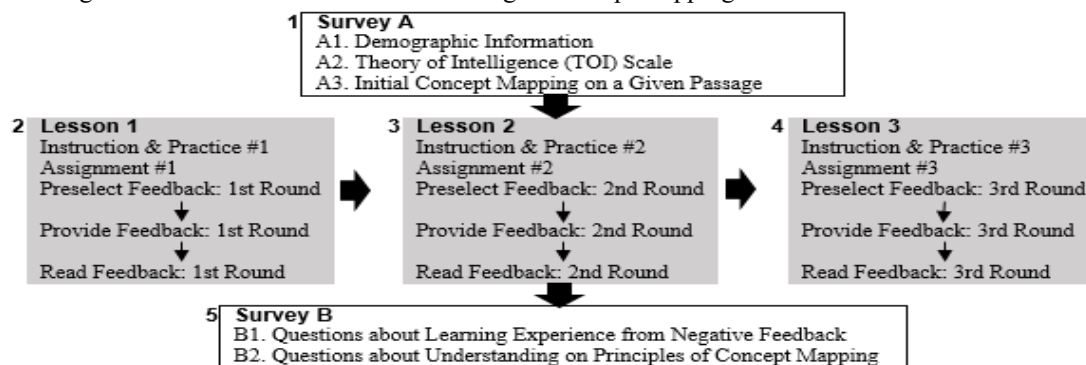 1 Survey A
A1. Demographic Information
A2. Theory of Intelligence (TOI) Scale
A3. Initial Concept Mapping on a Given Passage
2 Lesson 1
Instruction & Practice #1
Assignment #1
Preselect Feedback: 1st Round
Provide Feedback: 1st Round
Read Feedback: 1st Round
3 Lesson 2
Instruction & Practice #2
Assignment #2
Preselect Feedback: 2nd Round
Provide Feedback: 2nd Round
Read Feedback: 2nd Round
4 Lesson 3
Instruction & Practice #3
Assignment #3
Preselect Feedback: 3rd Round
Provide Feedback: 3rd Round
Read Feedback: 3rd Round
5 Survey B
B1. Questions about Learning Experience from Negative Feedback
B2. Questions about Understanding on Principles of Concept Mapping